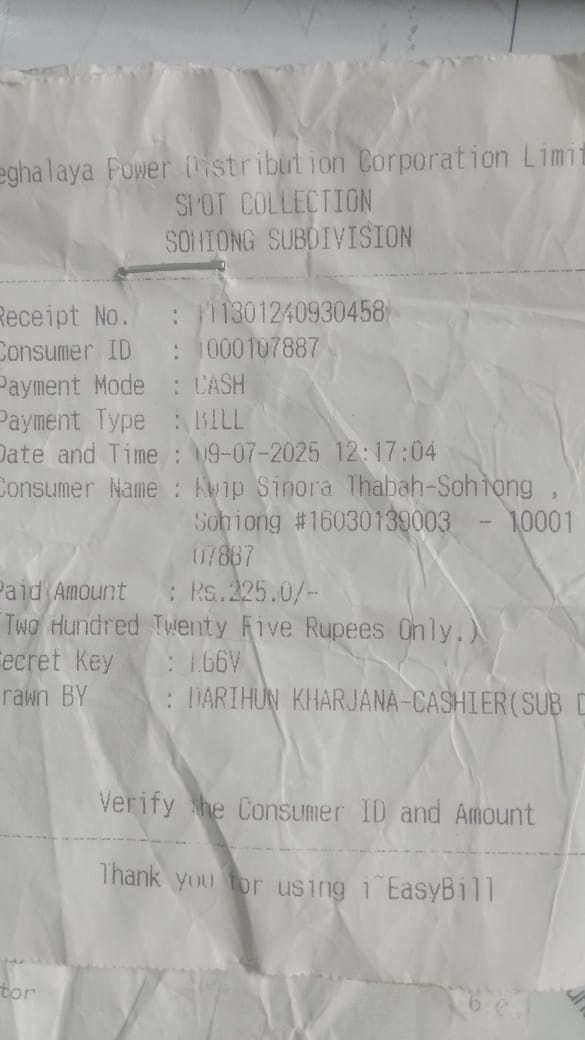 eghalaya Power Distribution Corporation Limit
SPOT COLLECTION
SOHIONG SUBDIVISION
Receipt No. : 111301240930458
Consumer ID : 1000107887
Payment Mode : CASH
Payment Type : BILL
Date and Time : 09-07-2025 12:17:04
Consumer Name : Kwip Sinora Thabah-Sohiong ,
Sohiong #16030139003 - 10001
07887
Paid Amount : Rs.225.0/-
(Two Hundred Twenty Five Rupees Only.)
ecret Key :
rawn BY : DARIHUN KHARJANA-CASHIER(SUB D
Verify the Consumer ID and Amount
Thank you for using i~EasyBill
tor